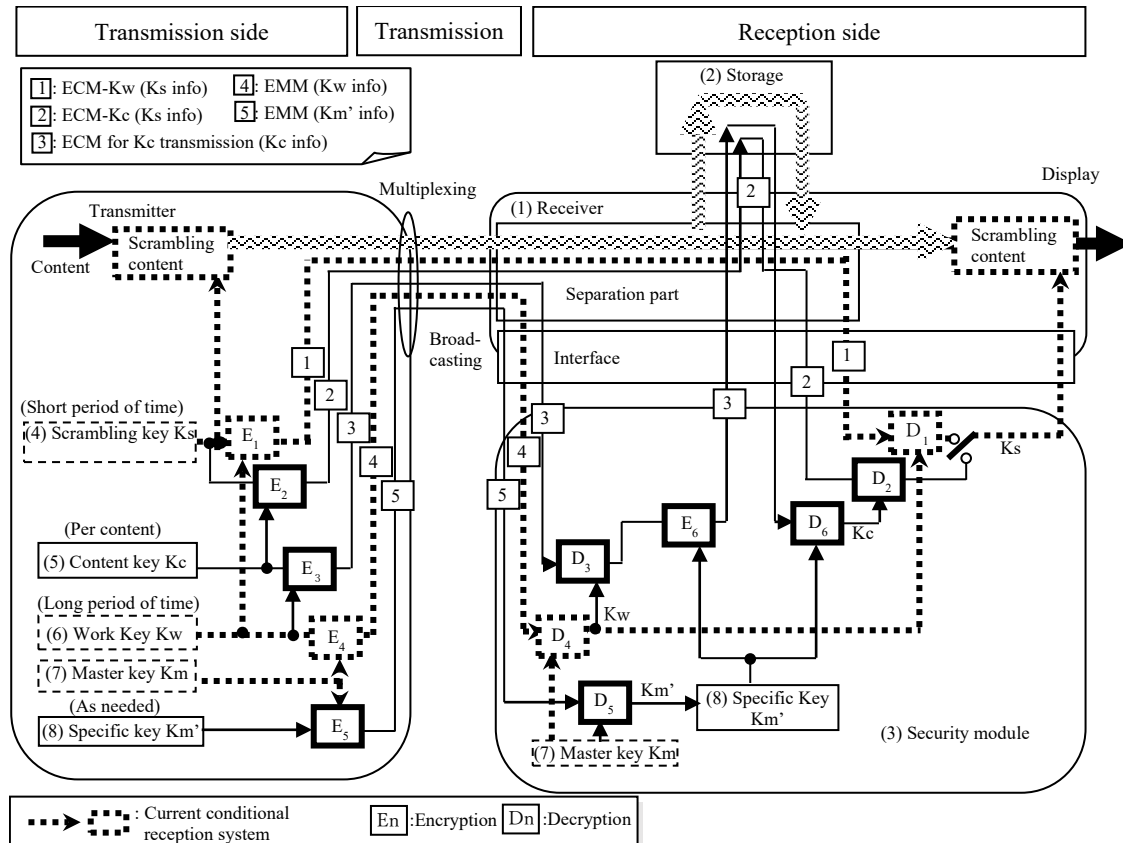 Transmission side
Transmission
Reception side
1: ECM-Kw (Ks info)
4: EMM (Kw info)
2: ECM-Kc (Ks info)
5: EMM (Km’ info)
3: ECM for Kc transmission (Kc info)
(2) Storage
Multiplexing
Display
2
Transmitter
(1) Receiver
Scrambling
content
Content
Scrambling
content
Separation part
Broad-
casting
Interface
1
2
3
4
5
1
2
3
3
4
5
(Short period of time)
(4) Scrambling key Ks
E1
D1
Ks
E2
D2
(Per content)
(5) Content key Kc
E3
E6
D6
Kc
D3
(Long period of time)
(6) Work Key Kw
E4
Kw
D4
(7) Master key Km
(As needed)
(8) Specific key Km’
E5
D5
Km’
(8) Specific Key
Km’
(7) Master key Km
(3) Security module
: Current conditional
reception system
En :Encryption
Dn :Decryption